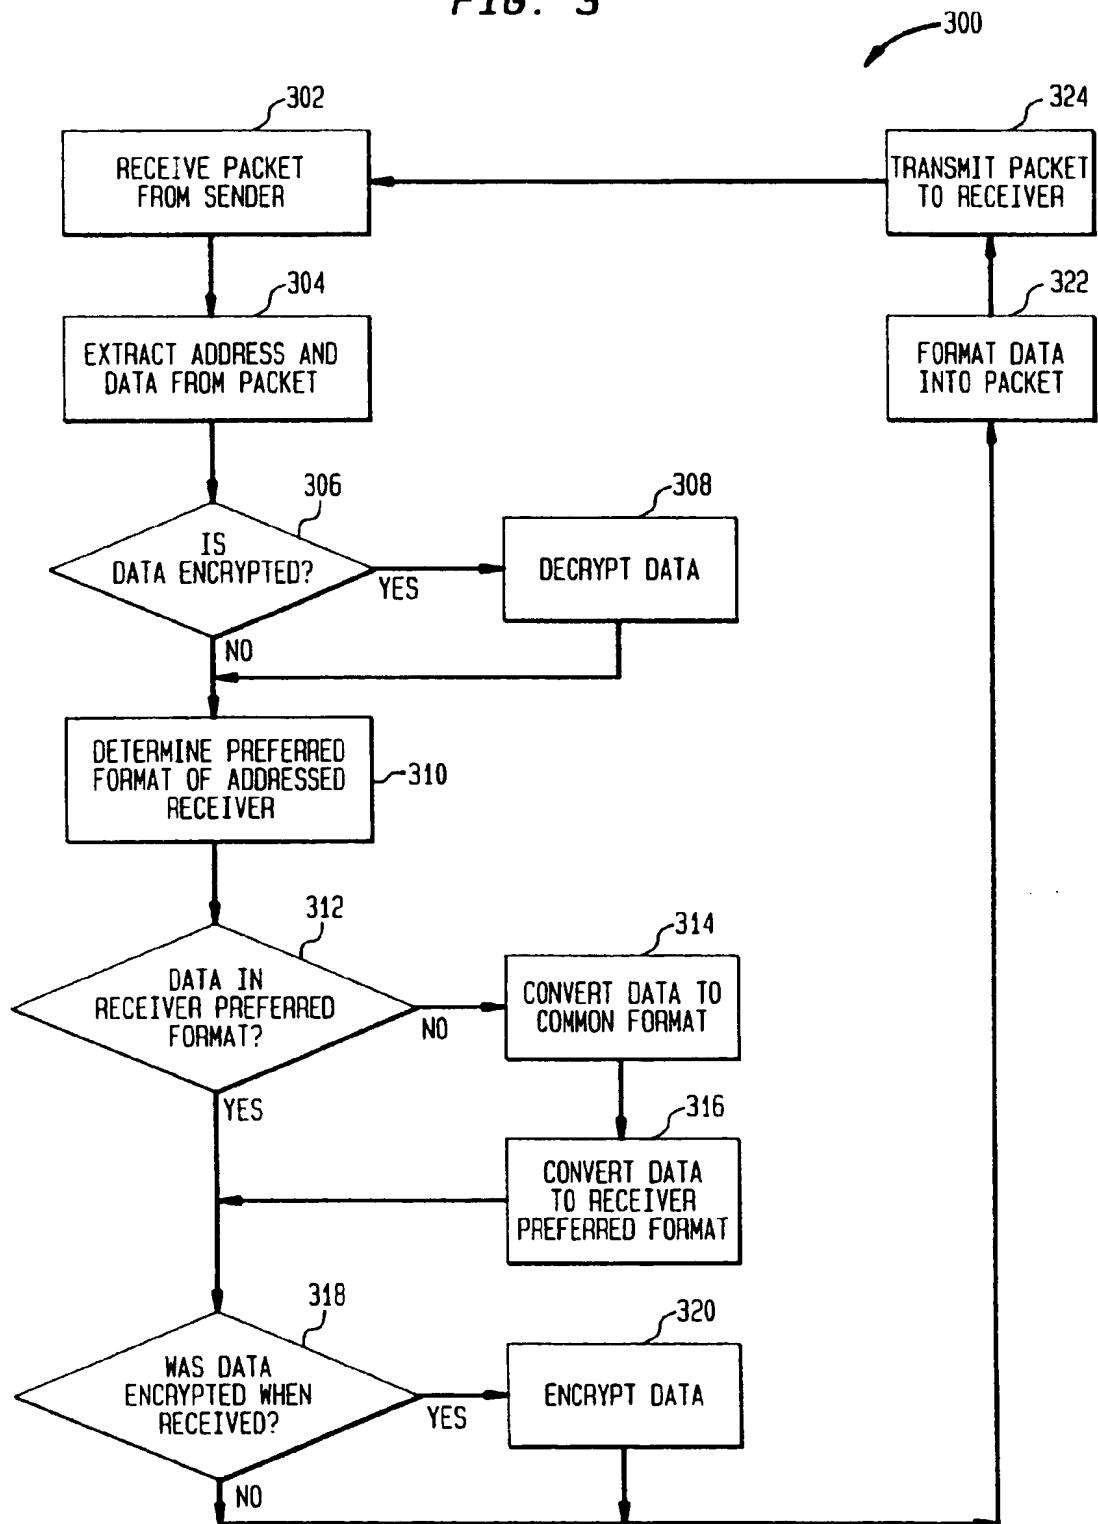 FIG. 3
300
302
RECEIVE PACKET
FROM SENDER
324
TRANSMIT PACKET
TO RECEIVER
304
EXTRACT ADDRESS AND
DATA FROM PACKET
322
FORMAT DATA
INTO PACKET
306
IS
DATA ENCRYPTED?
YES
NO
308
DECRYPT DATA
DETERMINE PREFERRED
FORMAT OF ADDRESSED
RECEIVER
310
312
DATA IN
RECEIVER PREFERRED
FORMAT?
NO
YES
314
CONVERT DATA TO
COMMON FORMAT
316
CONVERT DATA
TO RECEIVER
PREFERRED FORMAT
318
WAS DATA
ENCRYPTED WHEN
RECEIVED?
YES
NO
320
ENCRYPT DATA